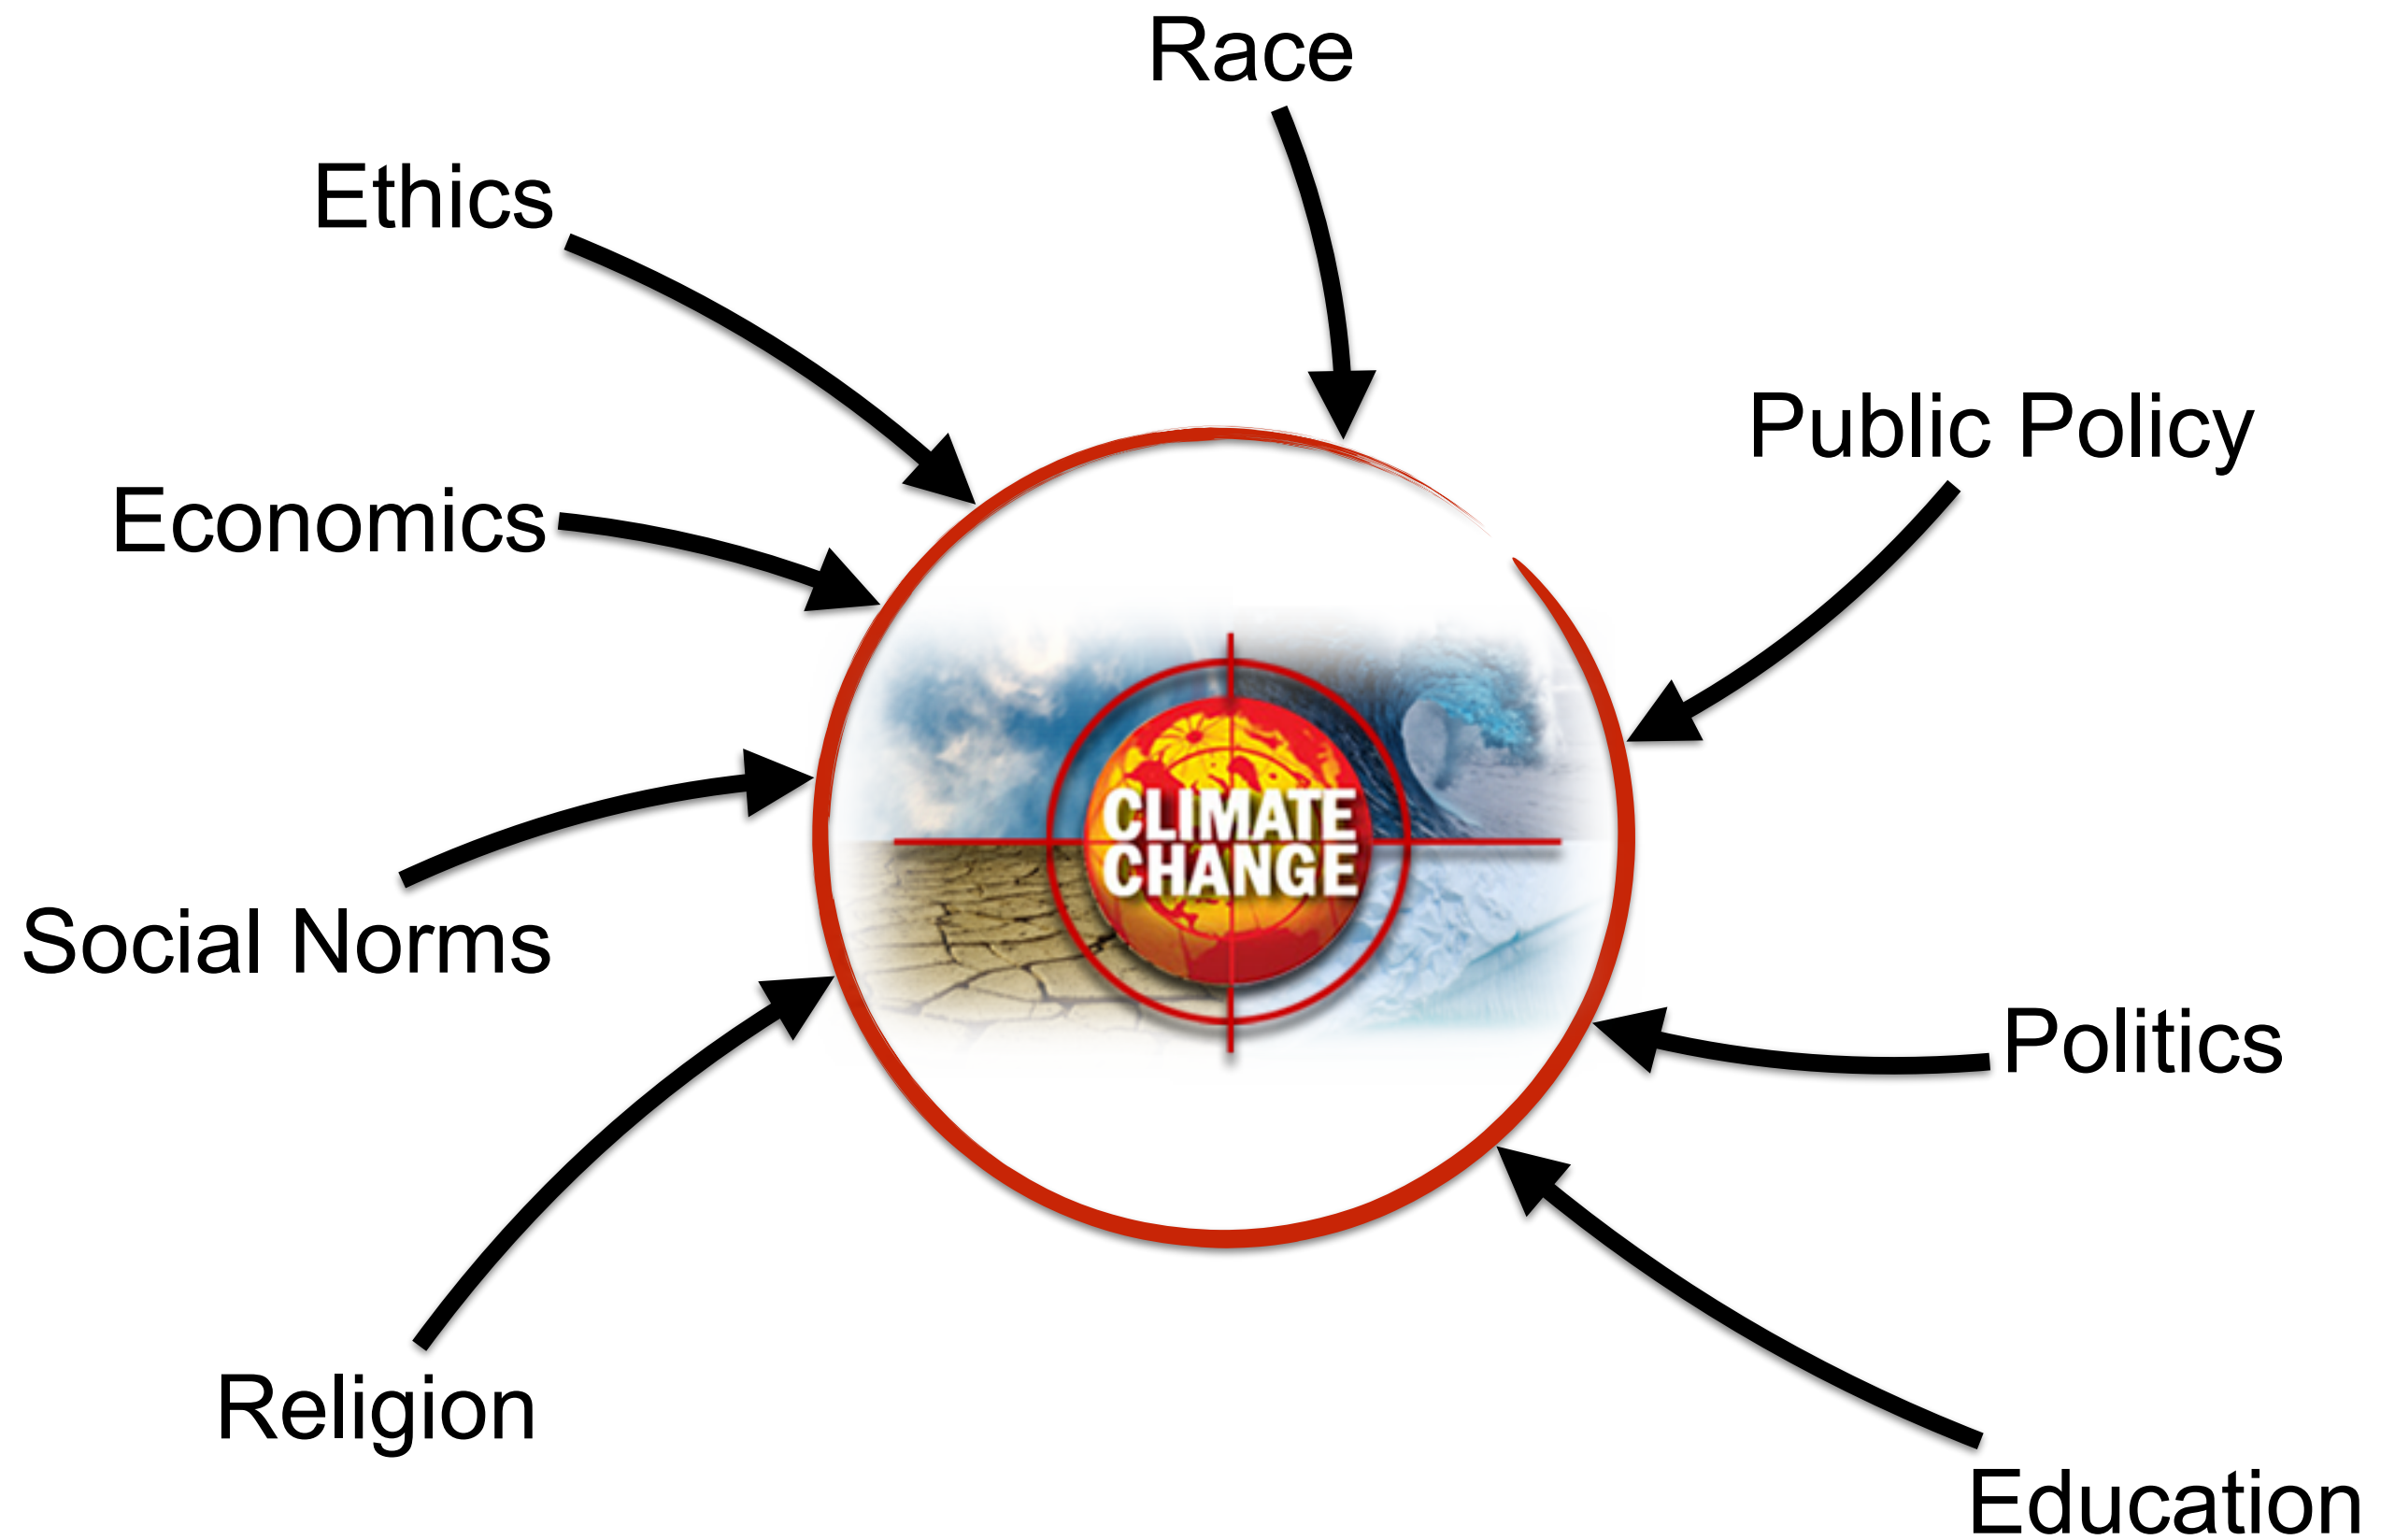 Race
Ethics
Public Policy
Economics
CLIMATE
CHANGE
Social Norms
Politics
Religion
Education